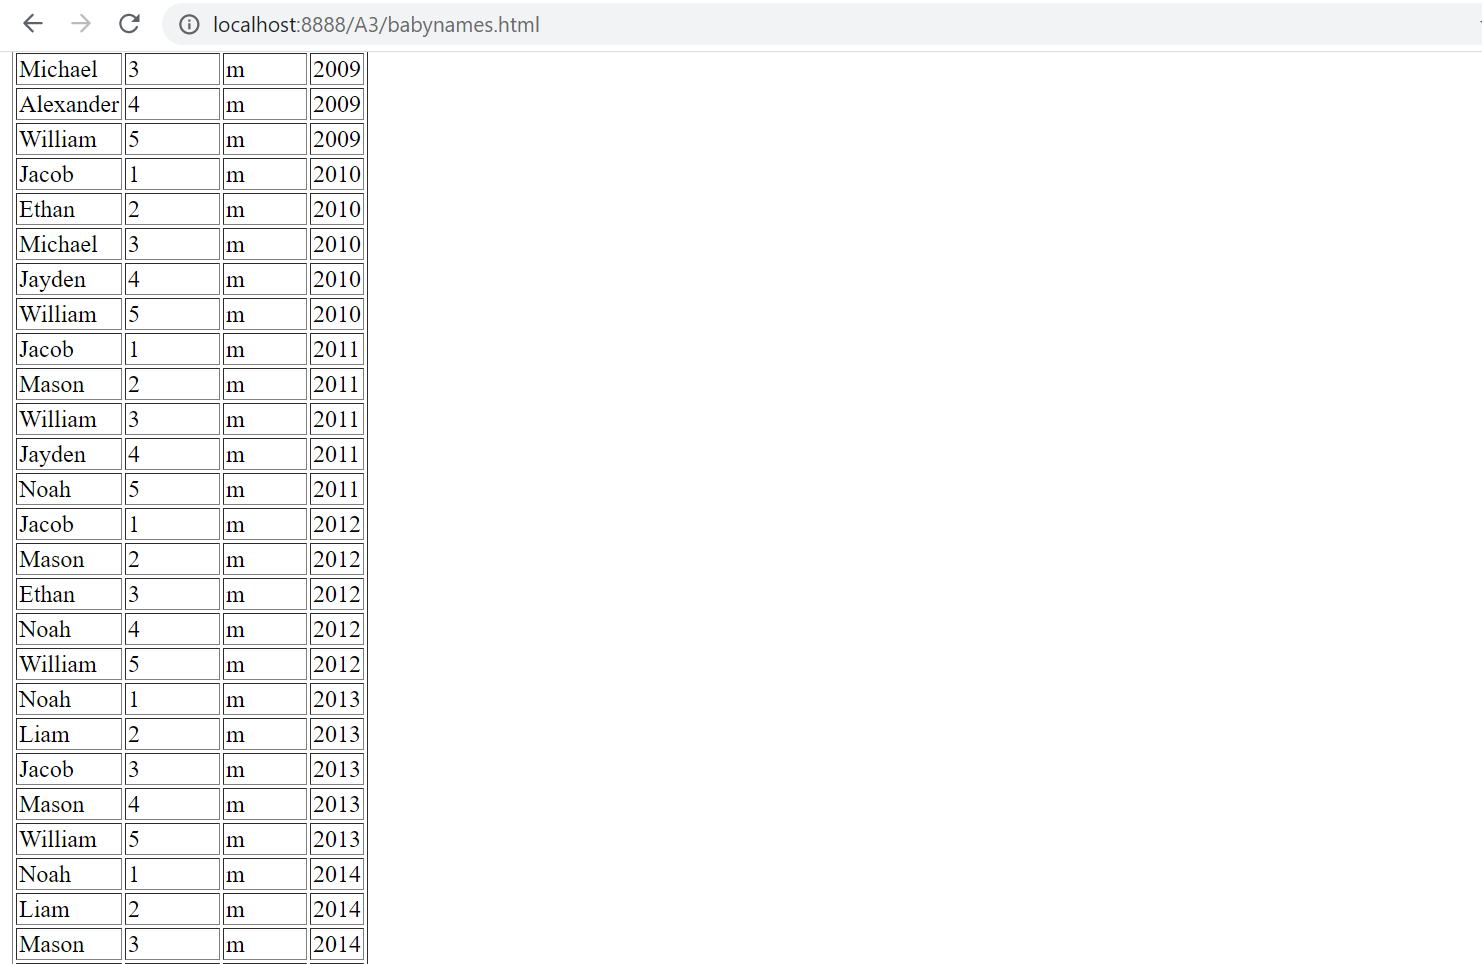 localhost:8888/A3/babynames.html
Michael 3 m 2009
Alexander 4 m 2009
William 5 m 2009
Jacob 1 m 2010
Ethan 2 m 2010
Michael 3 m 2010
Jayden 4 m 2010
William 5 m 2010
Jacob 1 m 2011
Mason 2 m 2011
William 3 m 2011
Jayden 4 m 2011
Noah 5 m 2011
Jacob 1 m 2012
Mason 2 m 2012
Ethan 3 m 2012
Noah 4 m 2012
William 5 m 2012
Noah 1 m 2013
Liam 2 m 2013
Jacob 3 m 2013
Mason 4 m 2013
William 5 m 2013
Noah 1 m 2014
Liam 2 m 2014
Mason 3 m 2014